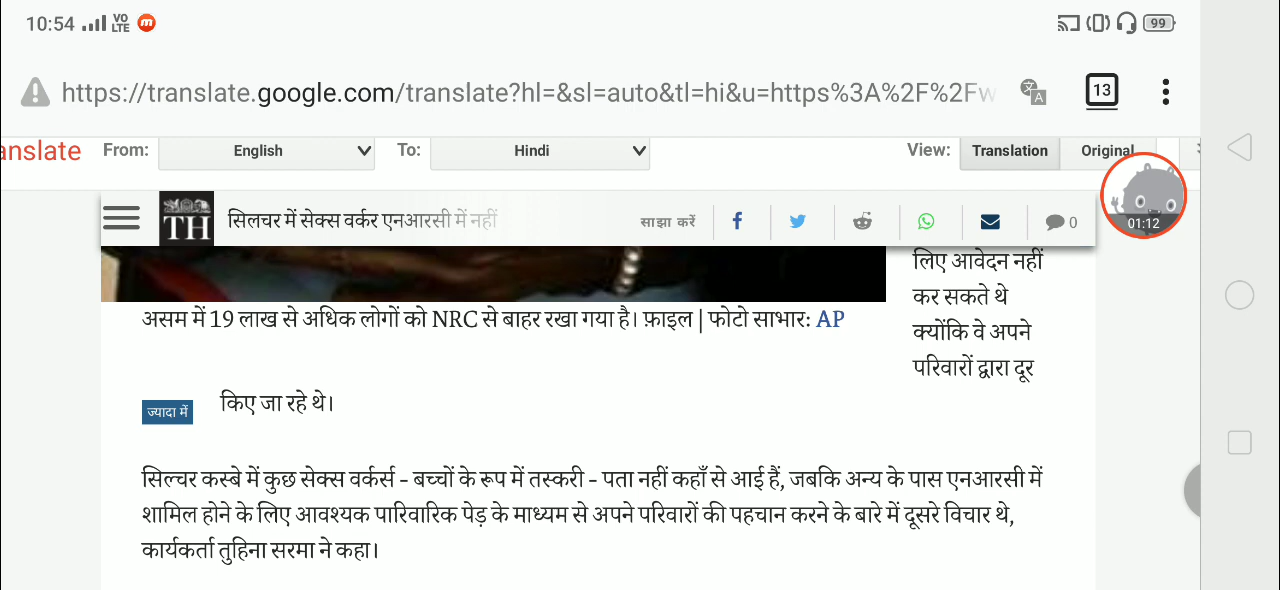 10:54 VO LTE m 99
https://translate.google.com/translate?hl=&sl=auto&tl=hi&u=https%3A%2F%2Fw 13
anslate From: English To: Hindi View: Translation Original
TH सिलचर में सेक्स वर्कर एनआरसी में नहीं साझा करें 0
01:12
लिए आवेदन नहीं
कर सकते थे
क्योंकि वे अपने
परिवारों द्वारा दूर
असम में 19 लाख से अधिक लोगों को NRC से बाहर रखा गया है। फ़ाइल | फोटो साभार: AP
ज्यादा में किए जा रहे थे।
सिल्चर कस्बे में कुछ सेक्स वर्कर्स - बच्चों के रूप में तस्करी - पता नहीं कहाँ से आई हैं, जबकि अन्य के पास एनआरसी में
शामिल होने के लिए आवश्यक पारिवारिक पेड़ के माध्यम से अपने परिवारों की पहचान करने के बारे में दूसरे विचार थे,
कार्यकर्ता तुहिना सरमा ने कहा।